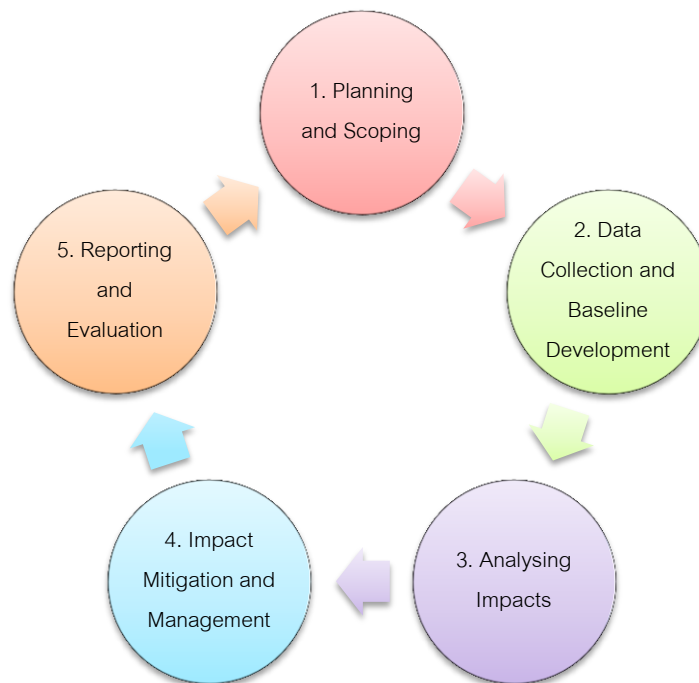 1. Planning
and Scoping
2. Data
Collection and
Baseline
Development
3. Analysing
Impacts
4. Impact
Mitigation and
Management
5. Reporting
and
Evaluation